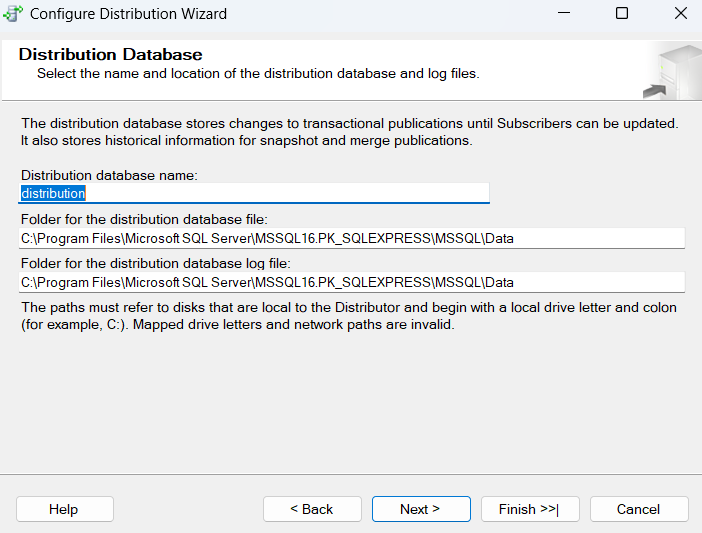 Configure Distribution Wizard
Distribution Database
Select the name and location of the distribution database and log files.
The distribution database stores changes to transactional publications until Subscribers can be updated.
It also stores historical information for snapshot and merge publications.
Distribution database name:
distribution
Folder for the distribution database file:
C:\Program Files\Microsoft SQL Server\MSSQL16.PK_SQLEXPRESS\MSSQL\Data
Folder for the distribution database log file:
C:\Program Files\Microsoft SQL Server\MSSQL16.PK_SQLEXPRESS\MSSQL\Data
The paths must refer to disks that are local to the Distributor and begin with a local drive letter and colon
(for example, C:). Mapped drive letters and network paths are invalid.
Help
< Back
Next >
Finish >>|
Cancel